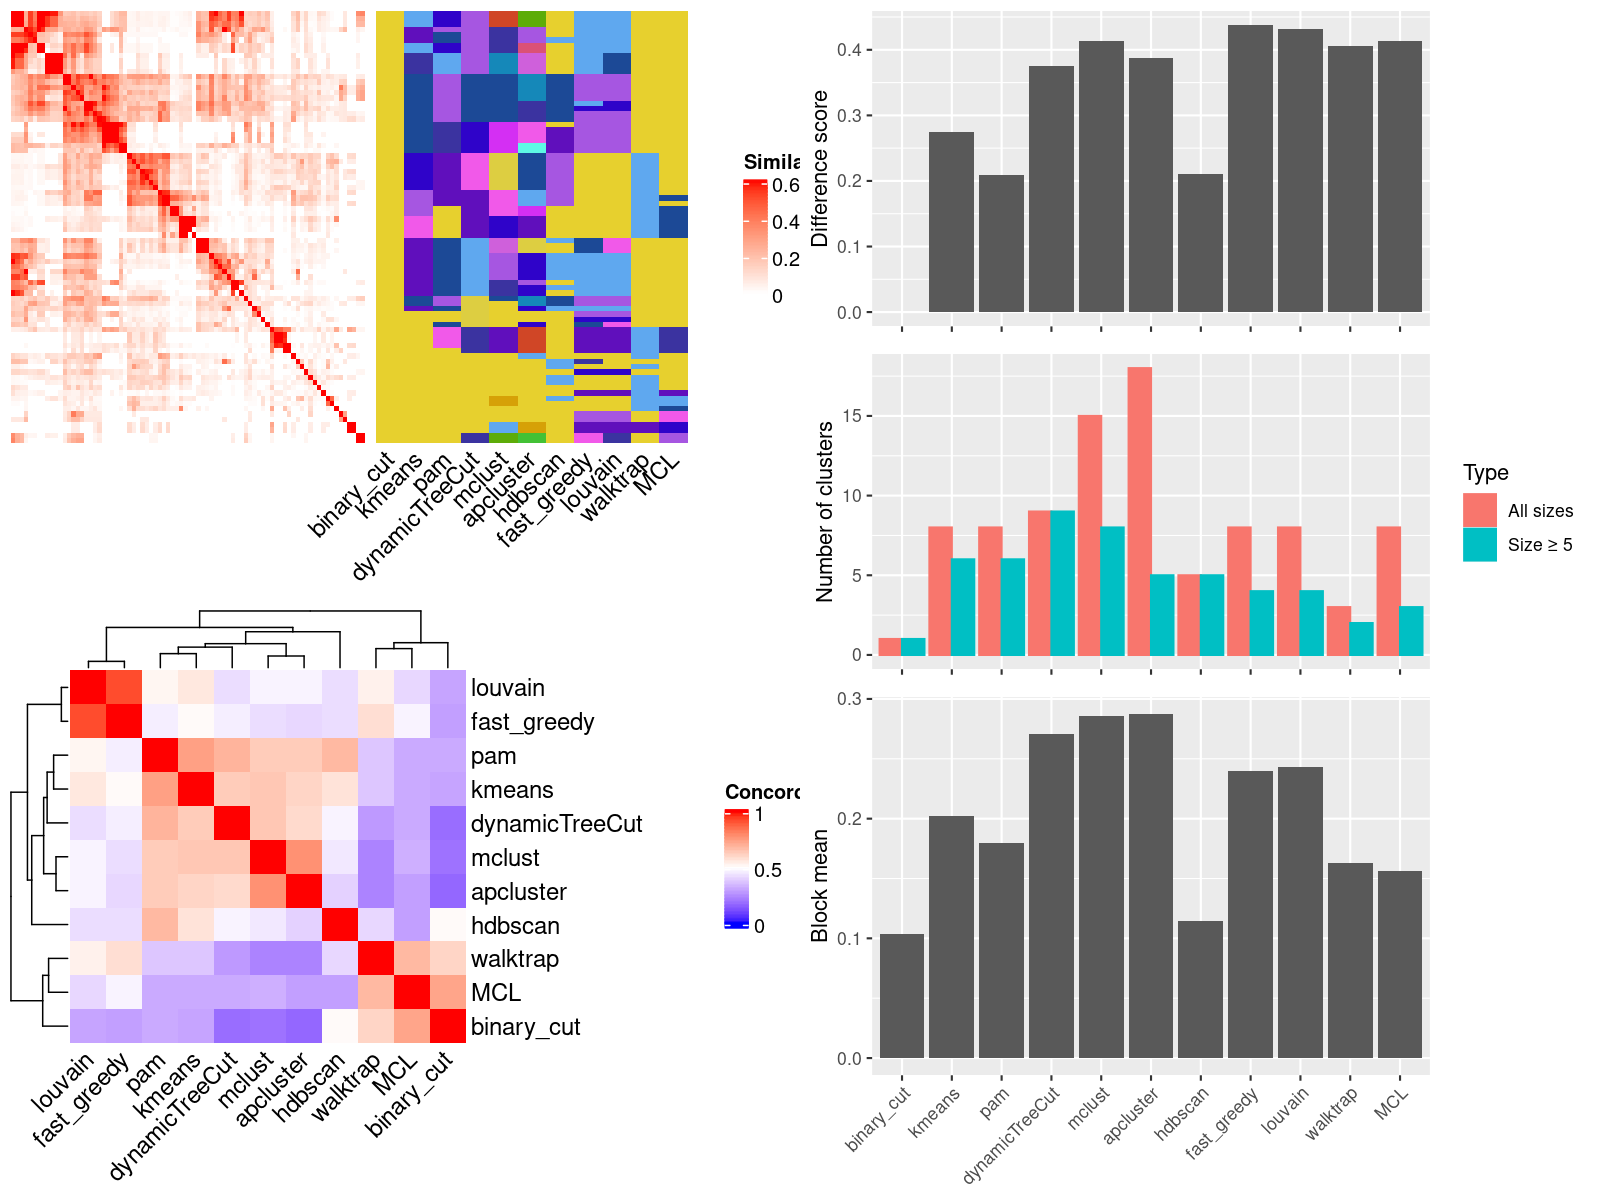 Simila
0.6
0.4
0.2
0
binary_cut
kmeans
pam
dynamicTreeCut
mclust
apcluster
hdbscan
fast_greedy
louvain
walktrap
MCL
Difference score
0.4
0.3
0.2
0.1
0.0
Number of clusters
15
10
5
0
Type
All sizes
Size ≥ 5
louvain
fast_greedy
pam
kmeans
dynamicTreeCut
mclust
apcluster
hdbscan
walktrap
MCL
binary_cut
louvain
fast_greedy
pam
kmeans
dynamicTreeCut
mclust
apcluster
hdbscan
walktrap
MCL
binary_cut
Concord
1
0.5
0
Block mean
0.3
0.2
0.1
0.0
binary_cut
kmeans
pam
dynamicTreeCut
mclust
apcluster
hdbscan
fast_greedy
louvain
walktrap
MCL